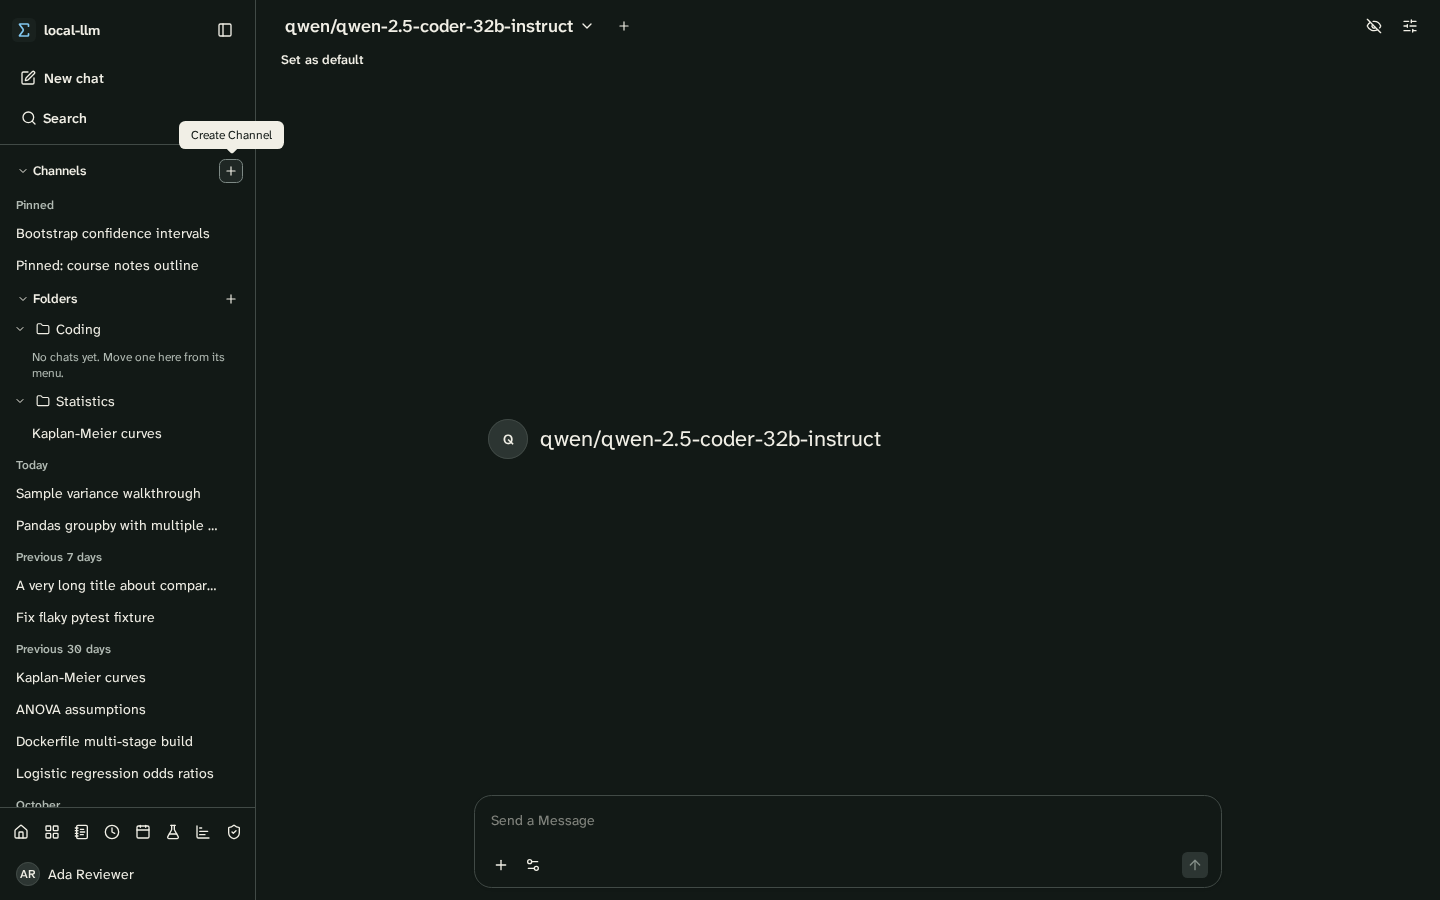 local-llm
New chat
Search
Create Channel
Channels
Pinned
Bootstrap confidence intervals
Pinned: course notes outline
Folders
Coding
No chats yet. Move one here from its
menu.
Statistics
Kaplan-Meier curves
Today
Sample variance walkthrough
Pandas groupby with multiple ...
Previous 7 days
A very long title about compar...
Fix flaky pytest fixture
Previous 30 days
Kaplan-Meier curves
ANOVA assumptions
Dockerfile multi-stage build
Logistic regression odds ratios
October
AR
Ada Reviewer
qwen/qwen-2.5-coder-32b-instruct
Set as default
Q
qwen/qwen-2.5-coder-32b-instruct
Send a Message